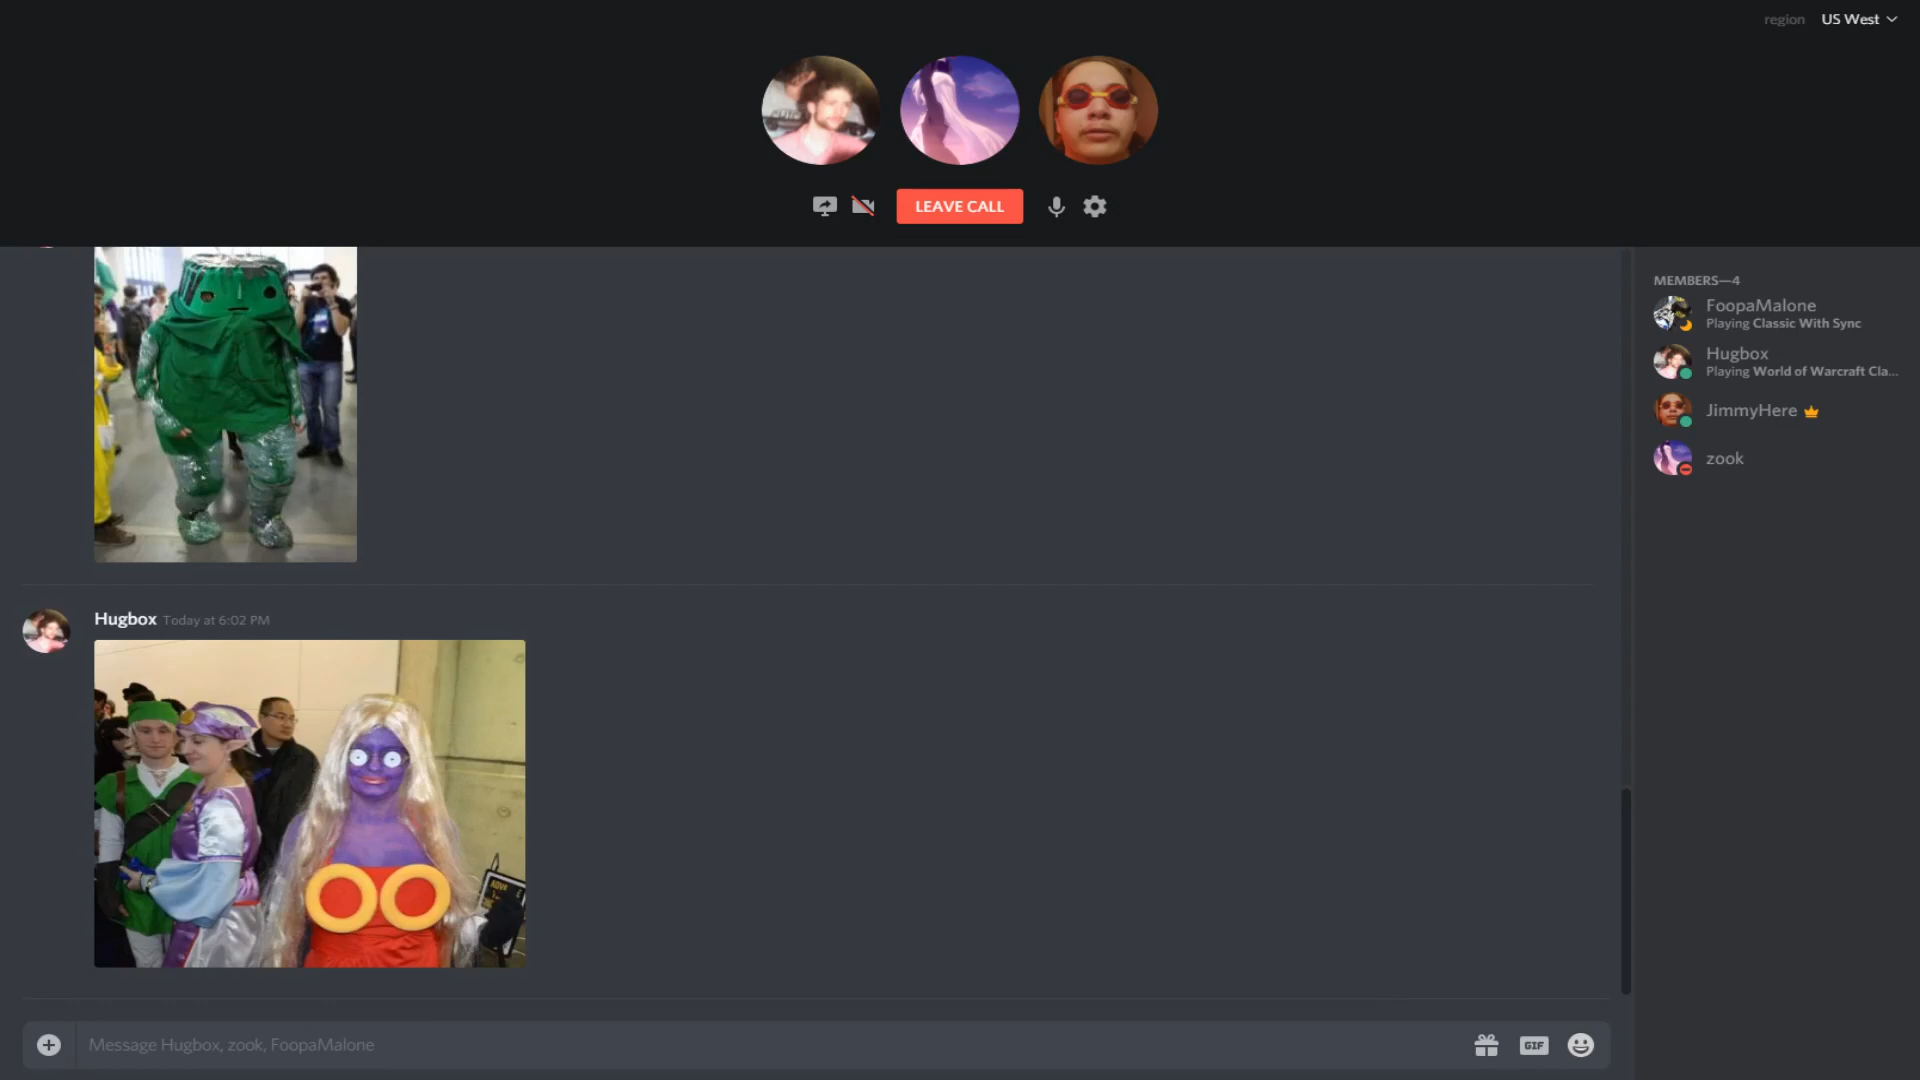 region US West
LEAVE CALL
MEMBERS—4
FoopaMalone
Playing Classic With Sync
Hugbox
Playing World of Warcraft Cla...
JimmyHere
zook
Hugbox Today at 6:02 PM
Message Hugbox, zook, FoopaMalone
GIF